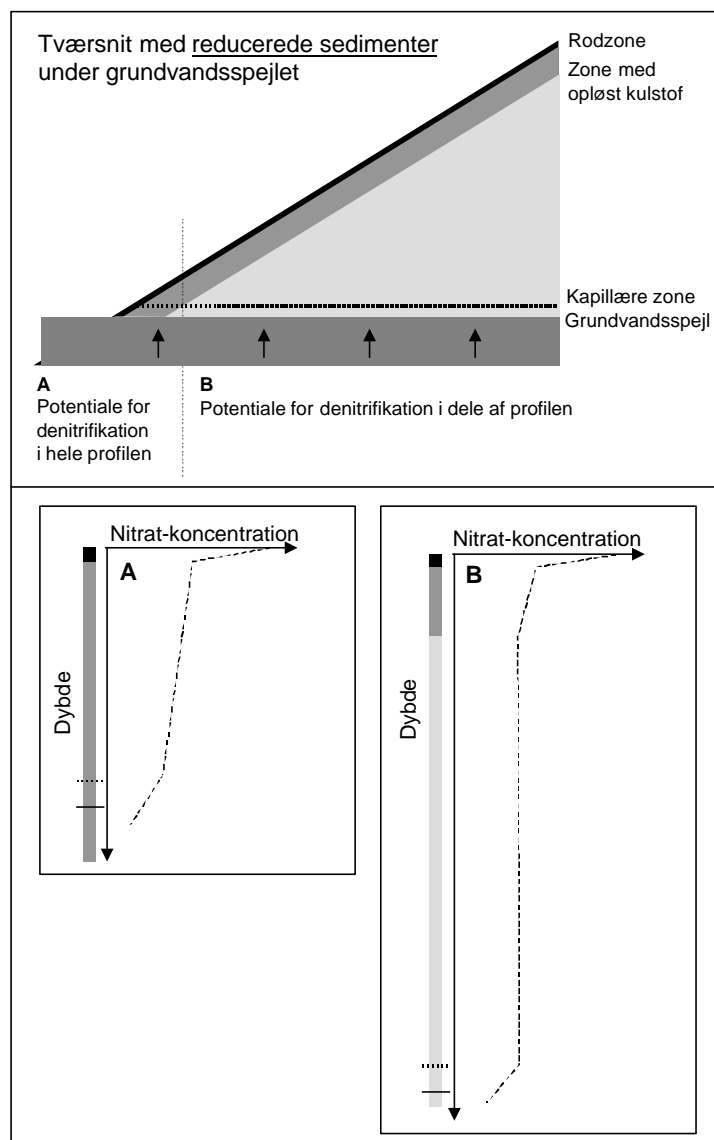 Tværsnit med reducerede sedimenter
under grundvandsspejlet
Rodzone
Zone med
opløst kulstof
Kapillære zone
Grundvandsspejl
A
Potentiale for
denitrifikation
i hele profilen
B
Potentiale for denitrifikation i dele af profilen
Nitrat-koncentration
A
Dybde
Nitrat-koncentration
B
Dybde